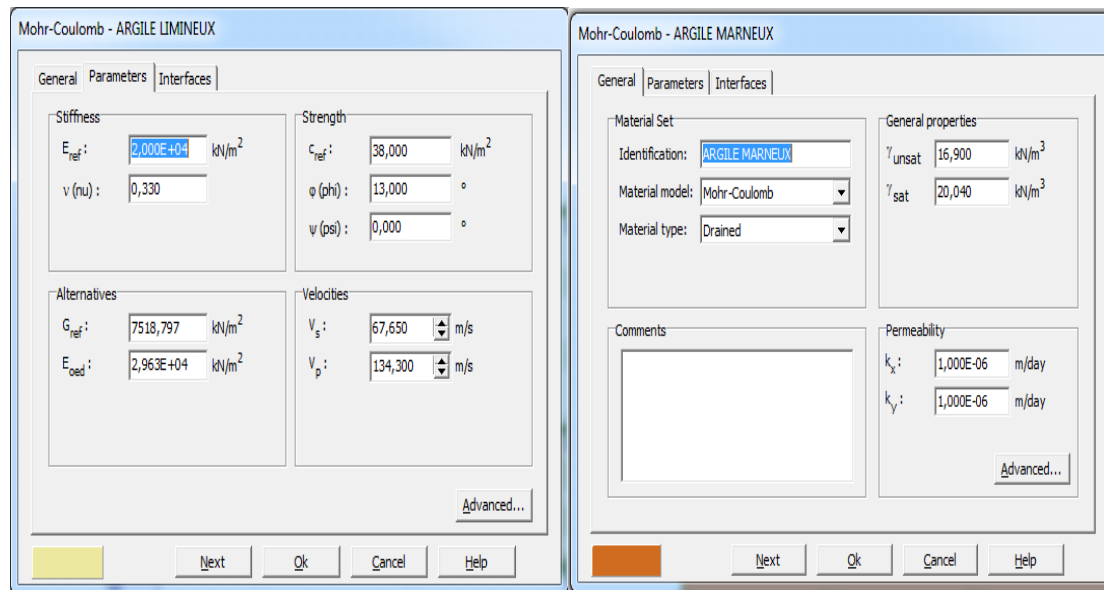 Mohr-Coulomb - ARGILE LIMINEUX
General Parameters Interfaces
Stiffness
E_ref : 2,000E+04 kN/m²
ν (nu) : 0,330
Strength
c_ref : 38,000 kN/m²
φ (phi) : 13,000 °
ψ (psi) : 0,000 °
Alternatives
G_ref : 7518,797 kN/m²
E_oed : 2,963E+04 kN/m²
Velocities
V_s : 67,650 m/s
V_p : 134,300 m/s
Advanced...
Next Ok Cancel Help
Mohr-Coulomb - ARGILE MARNEUX
General Parameters Interfaces
Material Set
Identification: ARGILE MARNEUX
Material model: Mohr-Coulomb
Material type: Drained
General properties
γ_unsat 16,900 kN/m³
γ_sat 20,040 kN/m³
Comments
Permeability
k_x : 1,000E-06 m/day
k_y : 1,000E-06 m/day
Advanced...
Next Ok Cancel Help